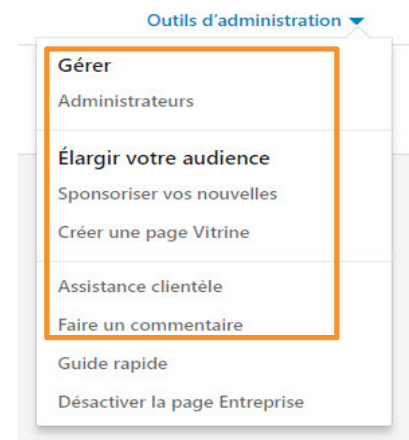 Outils d'administration
Gérer
Administrateurs
Élargir votre audience
Sponsoriser vos nouvelles
Créer une page Vitrine
Assistance clientèle
Faire un commentaire
Guide rapide
Désactiver la page Entreprise